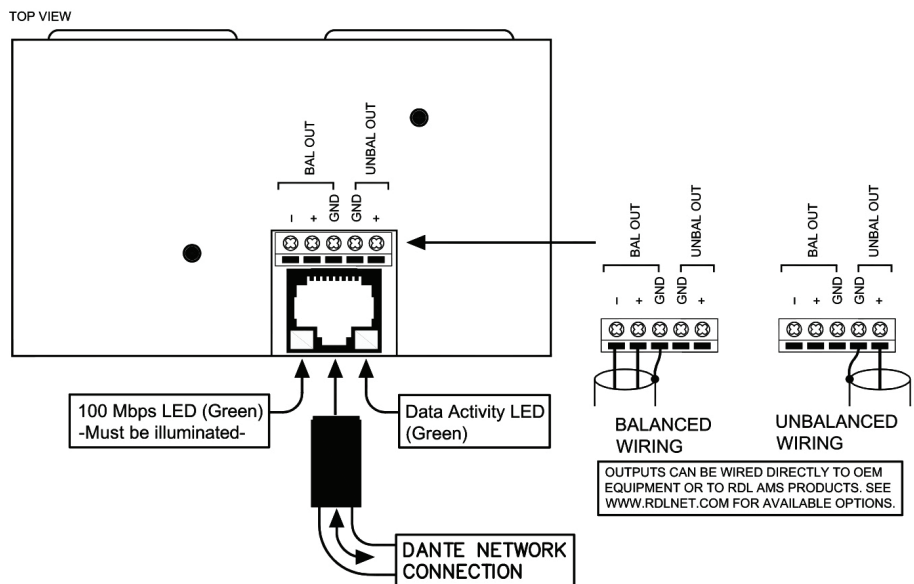 TOP VIEW
BAL OUT
UNBAL OUT
– + GND GND +
BAL OUT
UNBAL OUT
– + GND GND +
BAL OUT
UNBAL OUT
– + GND GND +
100 Mbps LED (Green)
-Must be illuminated-
Data Activity LED
(Green)
BALANCED
WIRING
UNBALANCED
WIRING
OUTPUTS CAN BE WIRED DIRECTLY TO OEM
EQUIPMENT OR TO RDL AMS PRODUCTS. SEE
WWW.RDLNET.COM FOR AVAILABLE OPTIONS.
DANTE NETWORK
CONNECTION